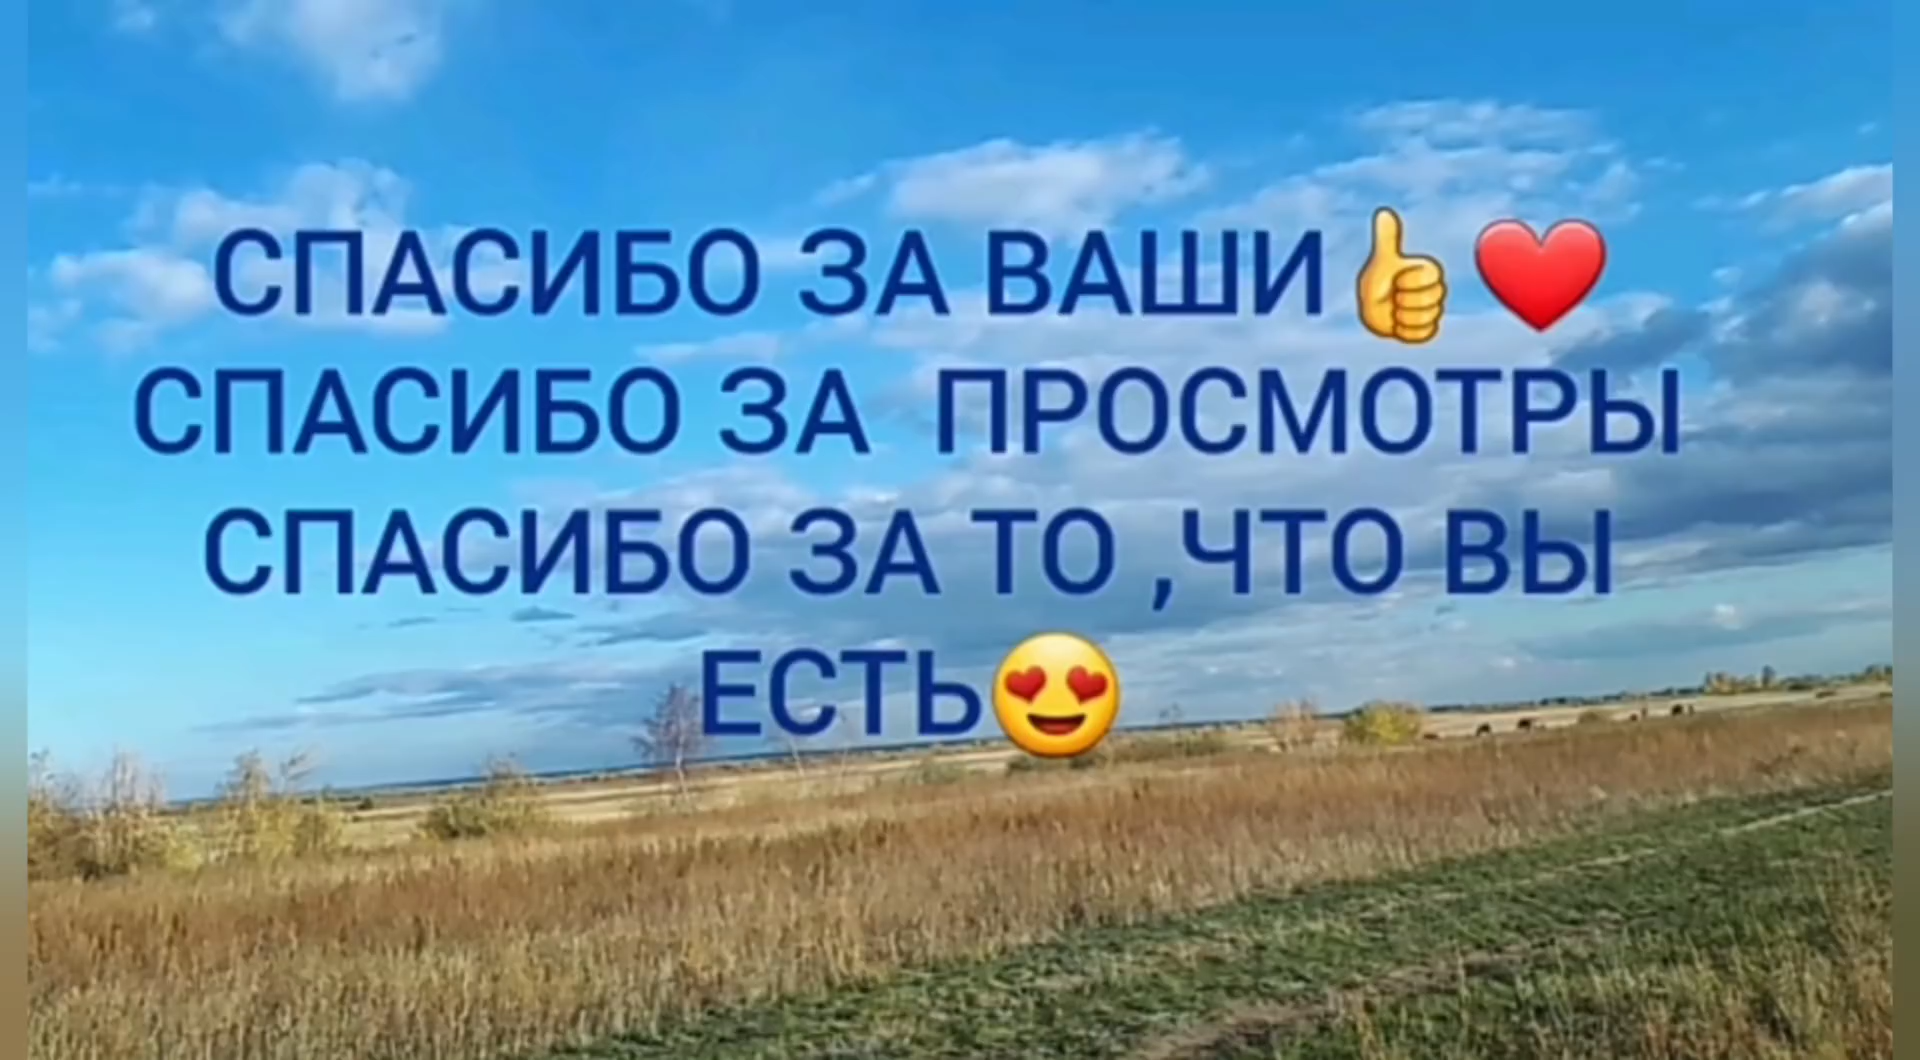 СПАСИБО ЗА ВАШИ👍❤️
СПАСИБО ЗА  ПРОСМОТРЫ
СПАСИБО ЗА ТО ,ЧТО ВЫ
ЕСТЬ😍